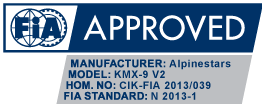 FIA APPROVED
MANUFACTURER: Alpinestars
MODEL: KMX-9 V2
HOM. NO: CIK-FIA 2013/039
FIA STANDARD: N 2013-1